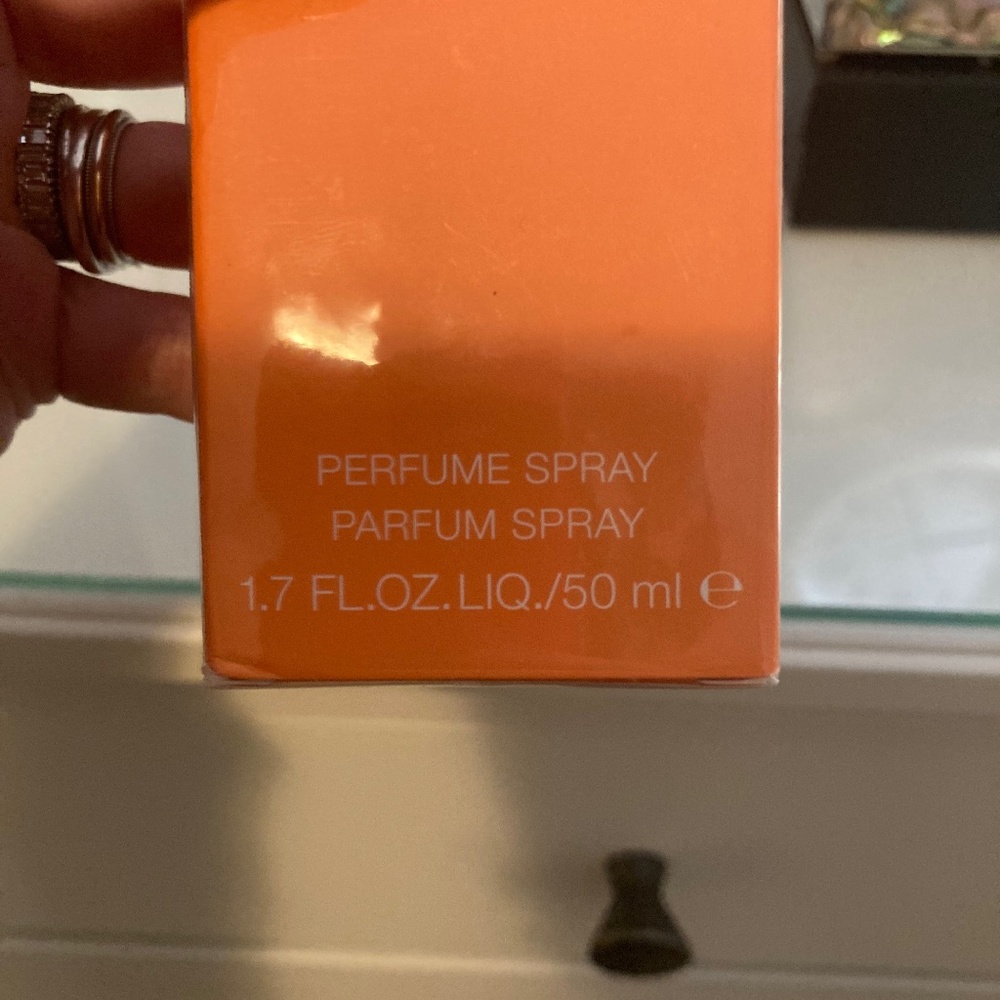 PERFUME SPRAY
PARFUM SPRAY
1.7 FL.OZ.LIQ./50 ml ℮